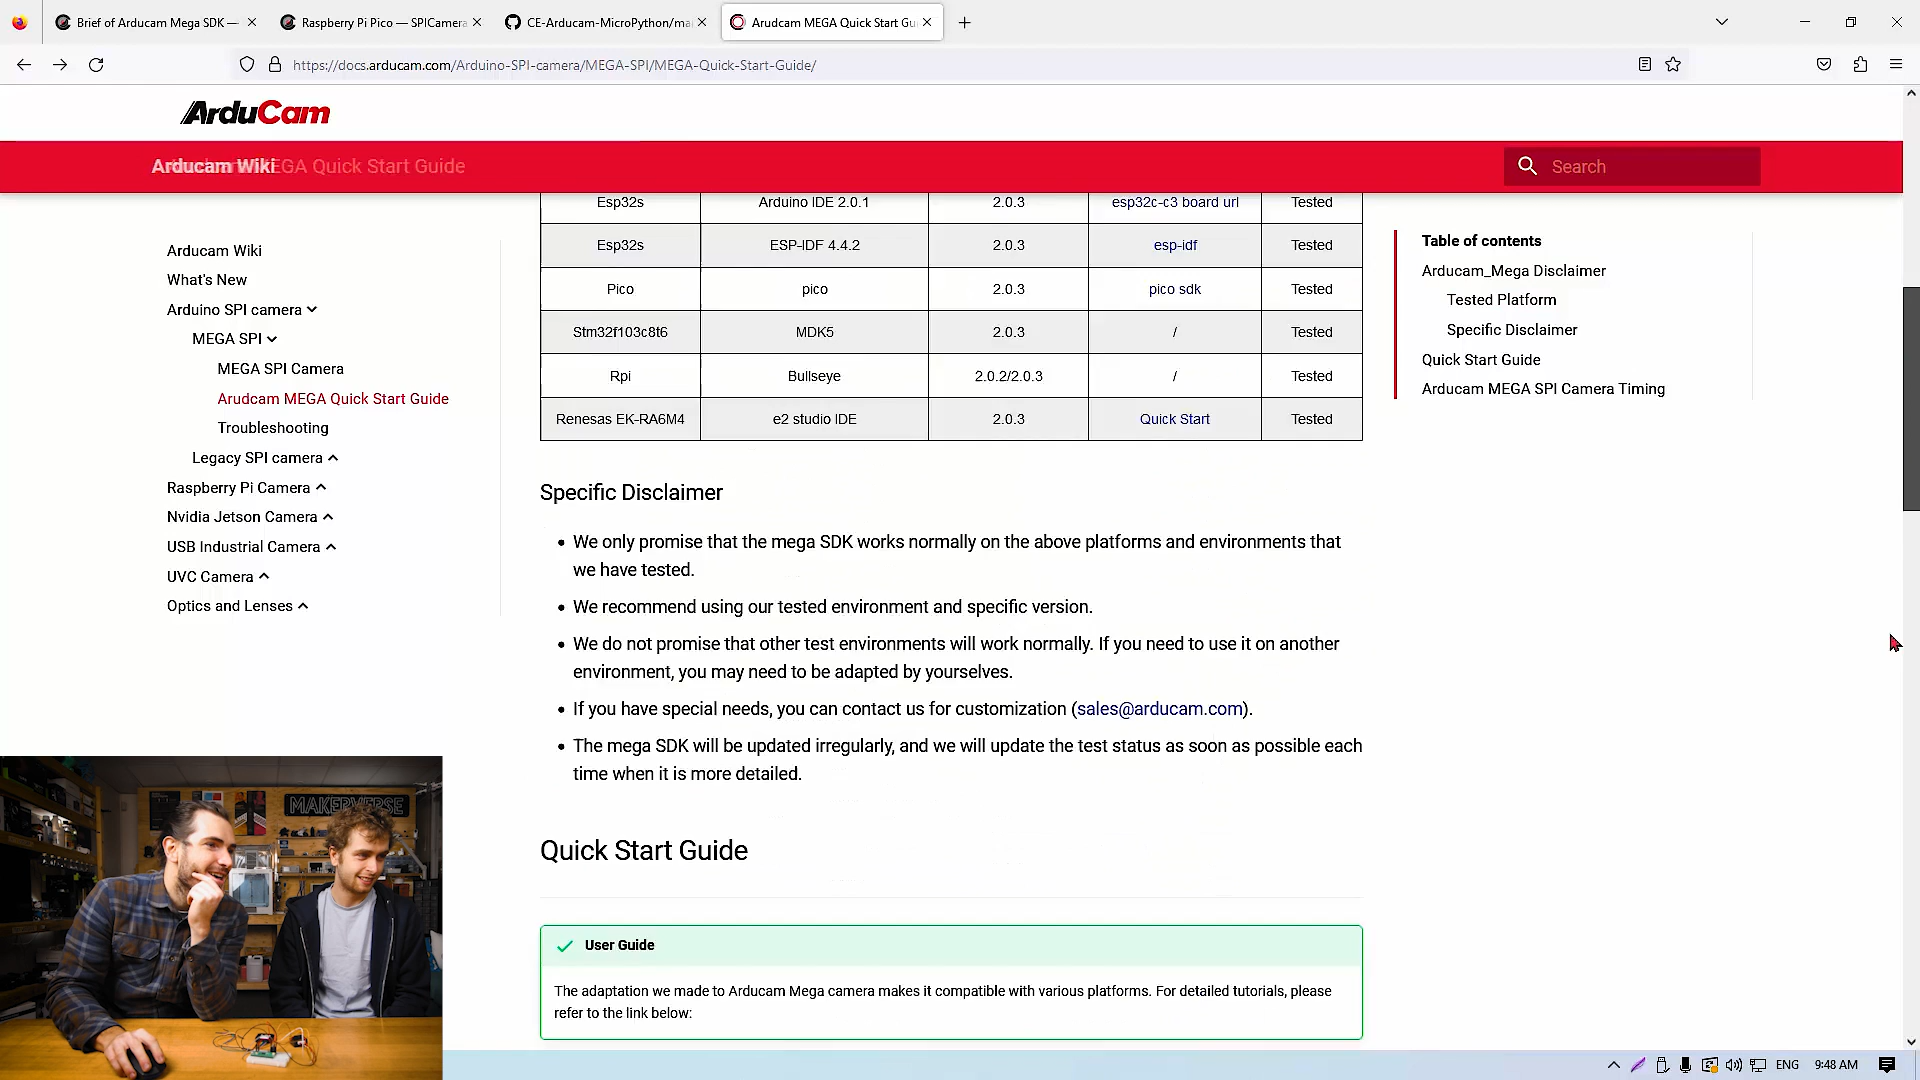 Brief of Arducam Mega SDK —
Raspberry Pi Pico — SPICamera
CE-Arducam-MicroPython/ma
Arudcam MEGA Quick Start Gu
https://docs.arducam.com/Arduino-SPI-camera/MEGA-SPI/MEGA-Quick-Start-Guide/
ArduCam
Arducam Wiki
MEGA Quick Start Guide
Search
Arducam Wiki
What's New
Arduino SPI camera
MEGA SPI
MEGA SPI Camera
Arudcam MEGA Quick Start Guide
Troubleshooting
Legacy SPI camera
Raspberry Pi Camera
Nvidia Jetson Camera
USB Industrial Camera
UVC Camera
Optics and Lenses
Esp32s Arduino IDE 2.0.1 2.0.3 esp32c-c3 board url Tested
Esp32s ESP-IDF 4.4.2 2.0.3 esp-idf Tested
Pico pico 2.0.3 pico sdk Tested
Stm32f103c8t6 MDK5 2.0.3 / Tested
Rpi Bullseye 2.0.2/2.0.3 / Tested
Renesas EK-RA6M4 e2 studio IDE 2.0.3 Quick Start Tested
Specific Disclaimer
We only promise that the mega SDK works normally on the above platforms and environments that
we have tested.
We recommend using our tested environment and specific version.
We do not promise that other test environments will work normally. If you need to use it on another
environment, you may need to be adapted by yourselves.
If you have special needs, you can contact us for customization (sales@arducam.com).
The mega SDK will be updated irregularly, and we will update the test status as soon as possible each
time when it is more detailed.
Quick Start Guide
User Guide
The adaptation we made to Arducam Mega camera makes it compatible with various platforms. For detailed tutorials, please
refer to the link below:
Table of contents
Arducam_Mega Disclaimer
Tested Platform
Specific Disclaimer
Quick Start Guide
Arducam MEGA SPI Camera Timing
MAKERVERSE
ENG
9:48 AM